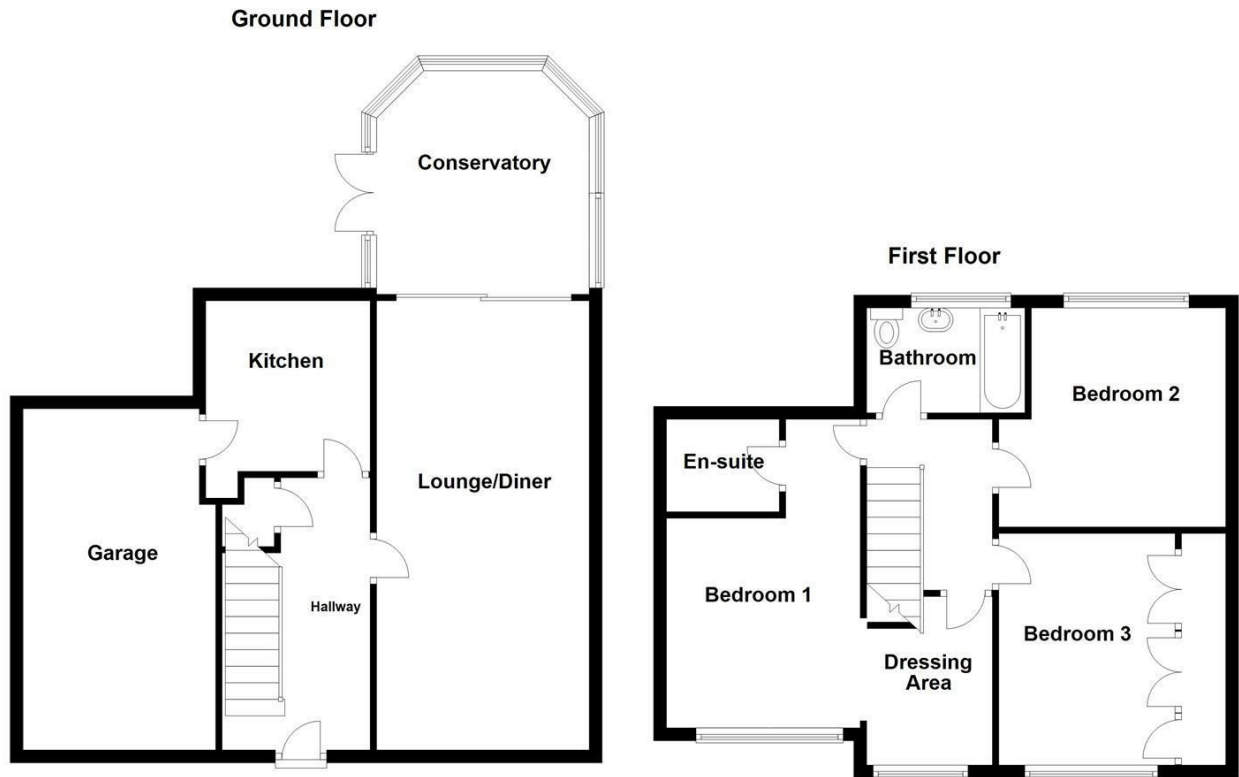 Ground Floor
Conservatory
Kitchen
Lounge/Diner
Garage
Hallway
First Floor
Bathroom
Bedroom 2
En-suite
Bedroom 1
Bedroom 3
Dressing
Area